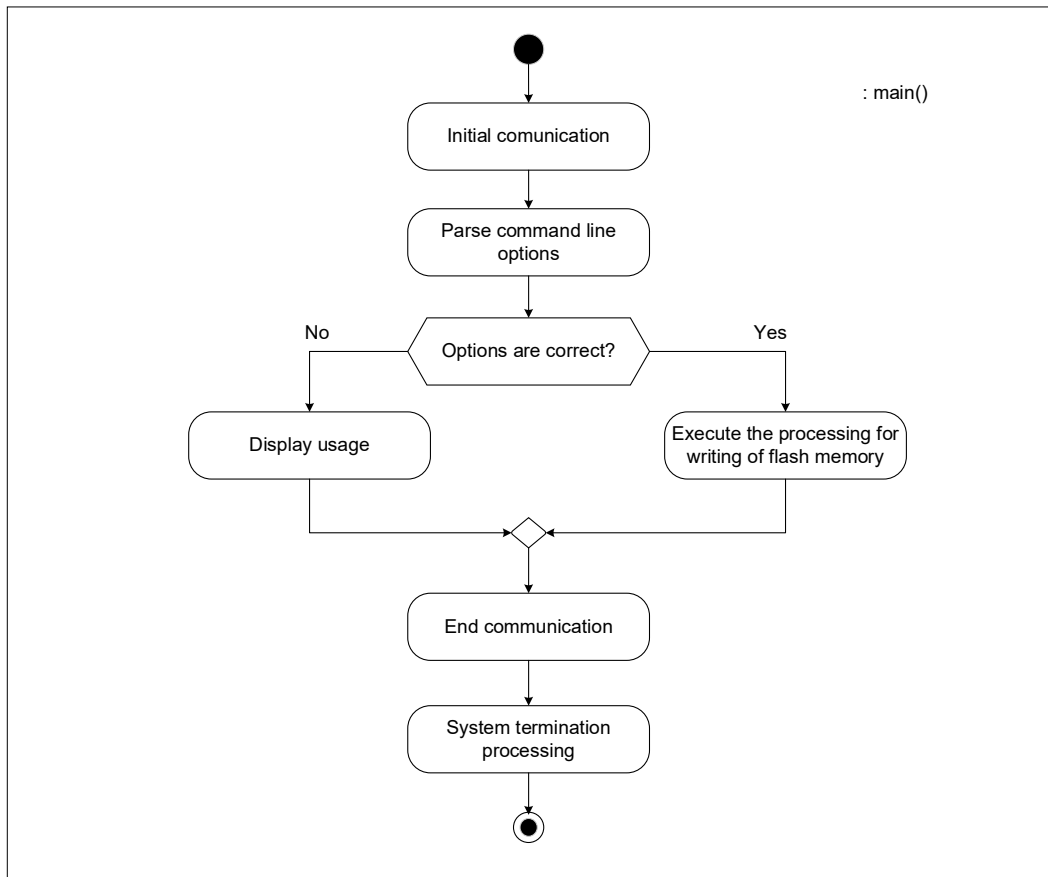 : main()
Initial comunication
Parse command line
options
Options are correct?
No
Yes
Display usage
Execute the processing for
writing of flash memory
End communication
System termination
processing